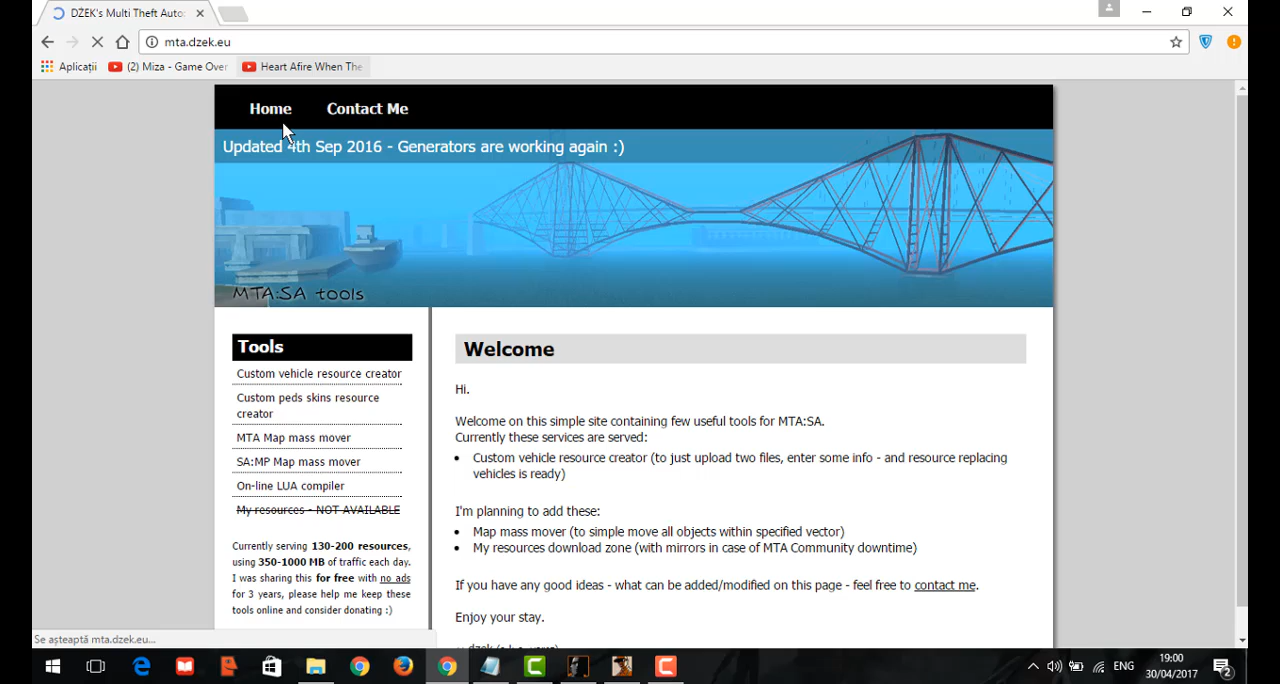 DŽEK's Multi Theft Auto:
mta.dzek.eu
Aplicații
(2) Miza - Game Over
Heart Afire When The
Home
Contact Me
Updated 4th Sep 2016 - Generators are working again :)
MTA:SA tools
Tools
Custom vehicle resource creator
Custom peds skins resource
creator
MTA Map mass mover
SA:MP Map mass mover
On-line LUA compiler
My resources - NOT AVAILABLE
Currently serving 130-200 resources,
using 350-1000 MB of traffic each day.
I was sharing this for free with no ads
for 3 years, please help me keep these
tools online and consider donating :)
Welcome
Hi.
Welcome on this simple site containing few useful tools for MTA:SA.
Currently these services are served:
Custom vehicle resource creator (to just upload two files, enter some info - and resource replacing
vehicles is ready)
I'm planning to add these:
Map mass mover (to simple move all objects within specified vector)
My resources download zone (with mirrors in case of MTA Community downtime)
If you have any good ideas - what can be added/modified on this page - feel free to contact me.
Enjoy your stay.
Se așteaptă mta.dzek.eu...
ENG
19:00
30/04/2017
2